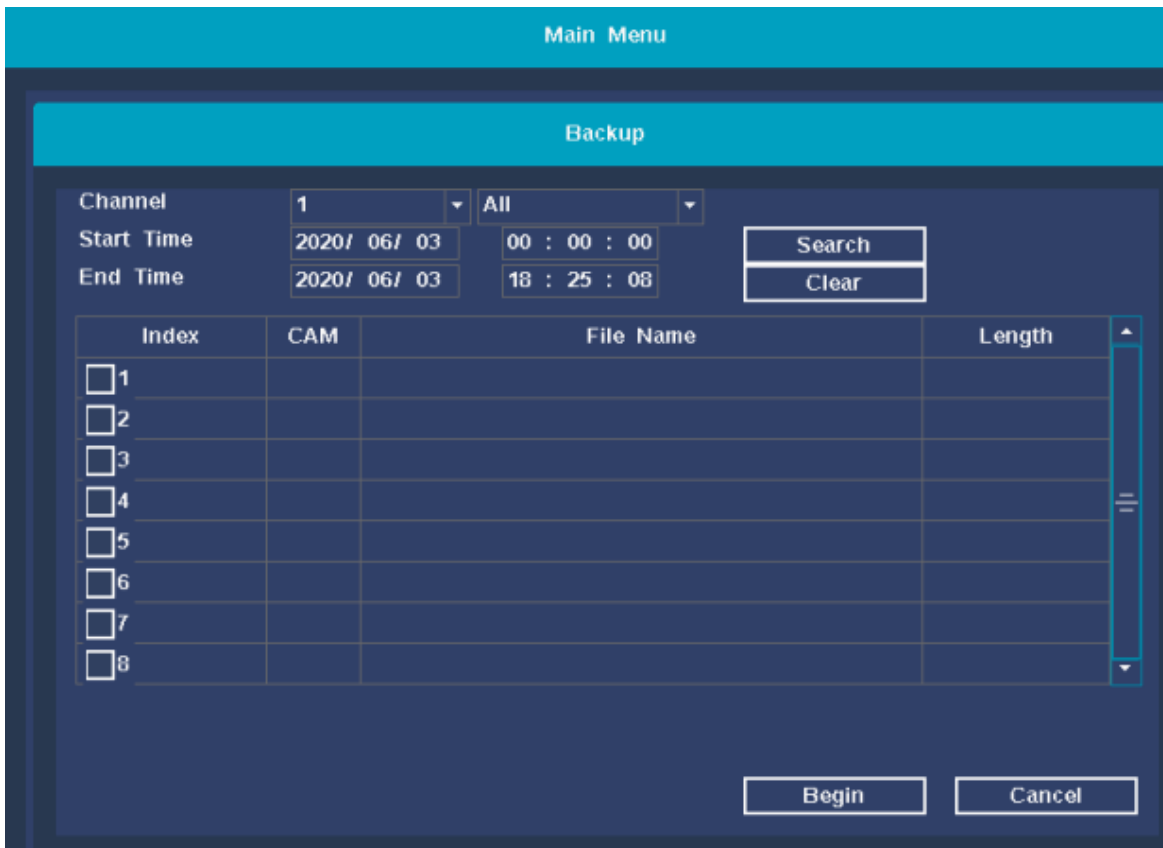 Main Menu
Backup
Channel 1 All
Start Time 2020/ 06/ 03 00 : 00 : 00 Search
End Time 2020/ 06/ 03 18 : 25 : 08 Clear
Index CAM File Name Length
1
2
3
4
5
6
7
8
Begin Cancel